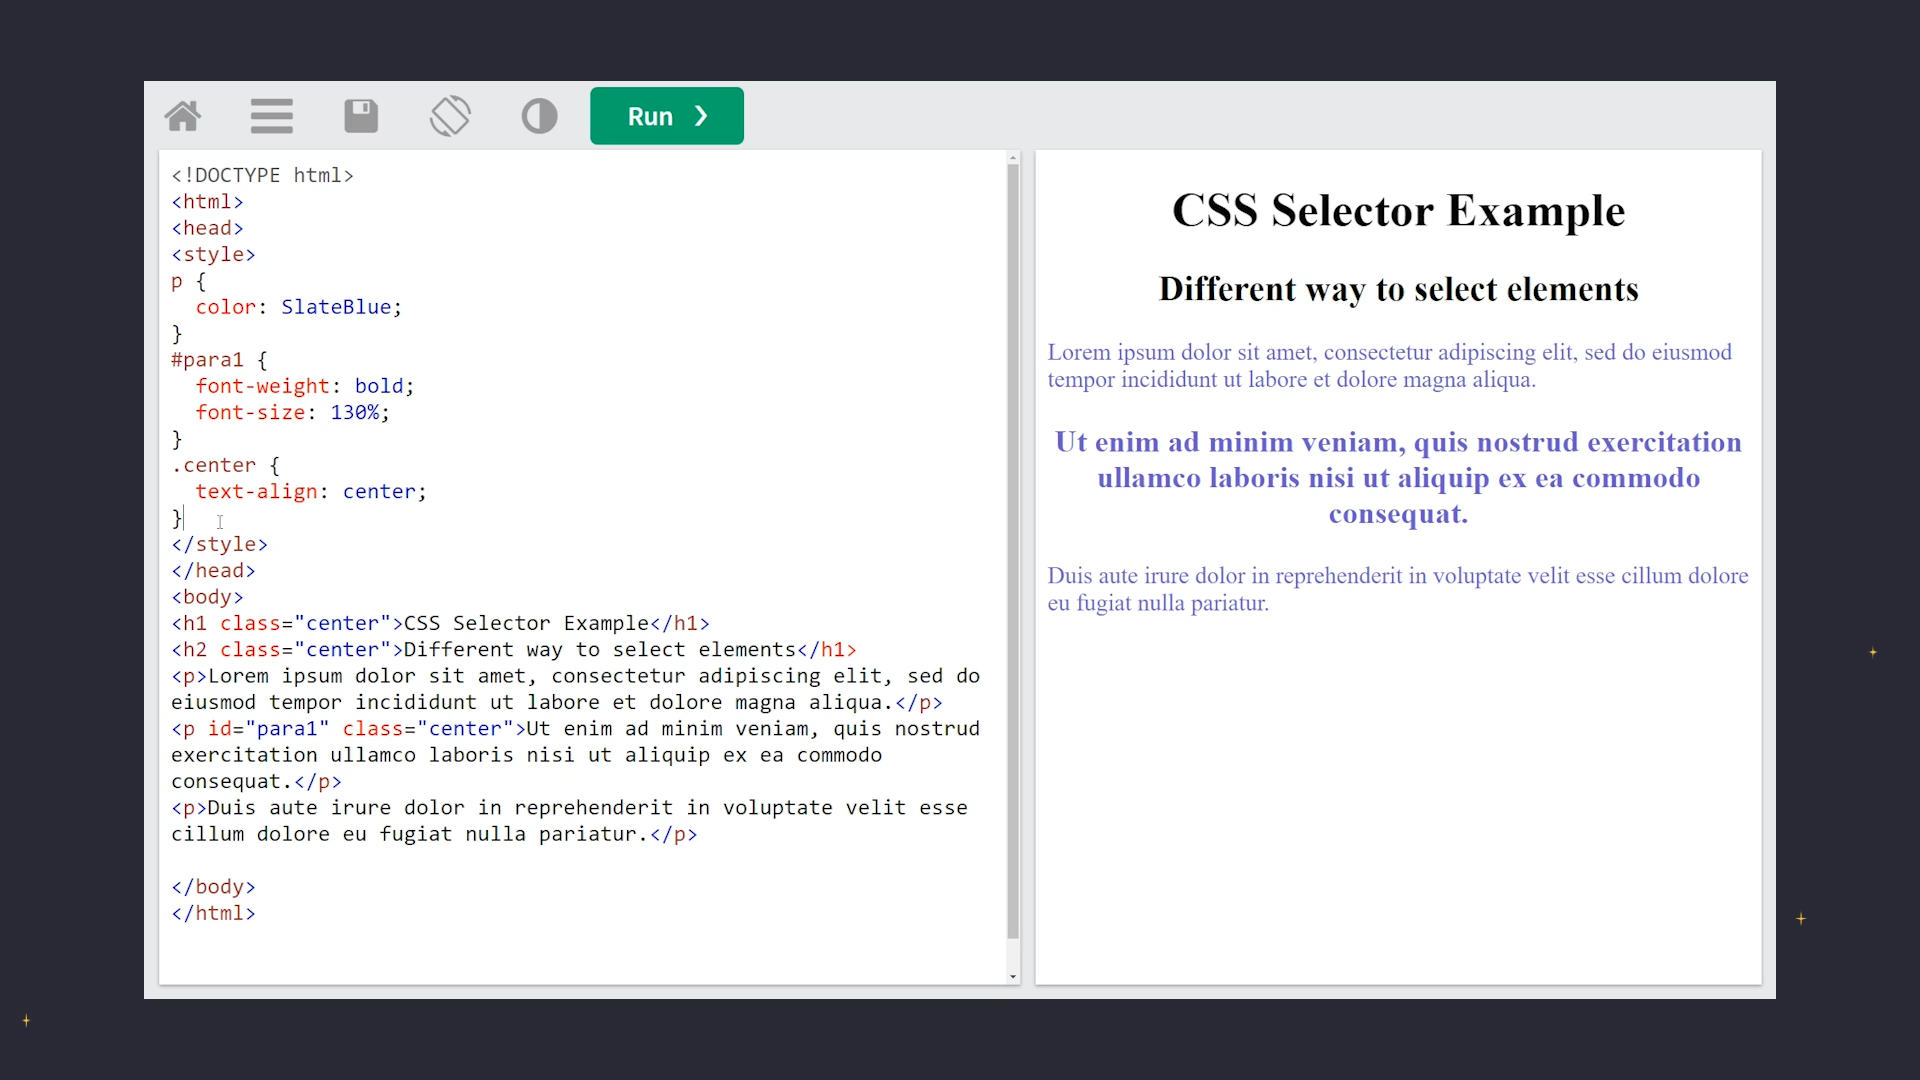 Run ❯
<!DOCTYPE html>
<html>
<head>
<style>
p {
  color: SlateBlue;
}
#para1 {
  font-weight: bold;
  font-size: 130%;
}
.center {
  text-align: center;
}
</style>
</head>
<body>
<h1 class="center">CSS Selector Example</h1>
<h2 class="center">Different way to select elements</h1>
<p>Lorem ipsum dolor sit amet, consectetur adipiscing elit, sed do
eiusmod tempor incididunt ut labore et dolore magna aliqua.</p>
<p id="para1" class="center">Ut enim ad minim veniam, quis nostrud
exercitation ullamco laboris nisi ut aliquip ex ea commodo
consequat.</p>
<p>Duis aute irure dolor in reprehenderit in voluptate velit esse
cillum dolore eu fugiat nulla pariatur.</p>
</body>
</html>
CSS Selector Example
Different way to select elements
Lorem ipsum dolor sit amet, consectetur adipiscing elit, sed do eiusmod
tempor incididunt ut labore et dolore magna aliqua.
Ut enim ad minim veniam, quis nostrud exercitation
ullamco laboris nisi ut aliquip ex ea commodo
consequat.
Duis aute irure dolor in reprehenderit in voluptate velit esse cillum dolore
eu fugiat nulla pariatur.